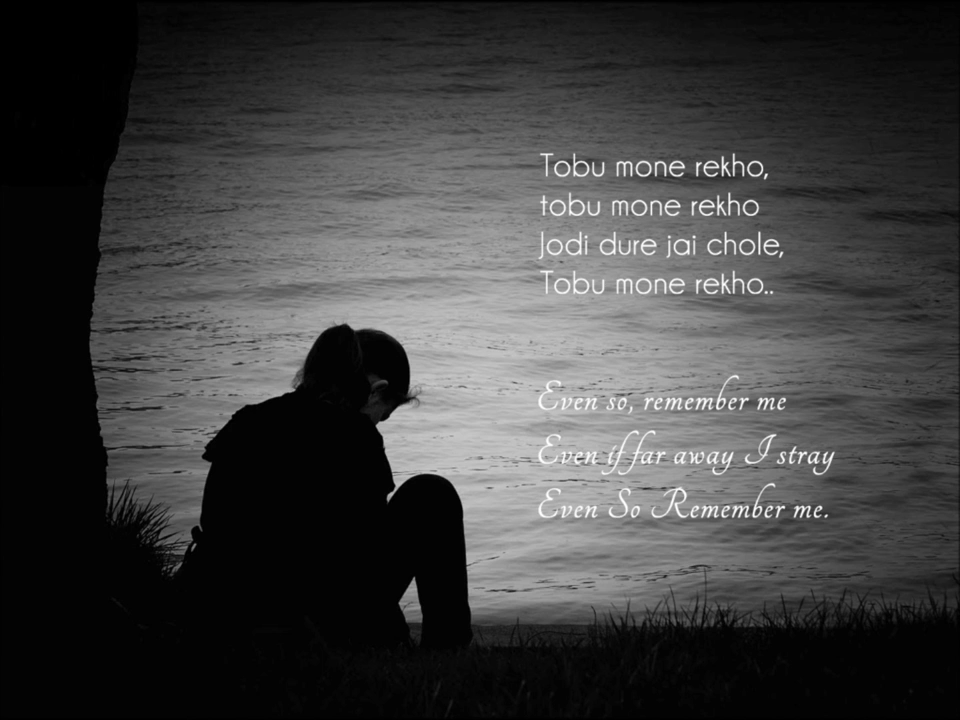 Tobu mone rekho,
tobu mone rekho
Jodi dure jai chole,
Tobu mone rekho..
Even so, remember me
Even if far away I stray
Even So Remember me.